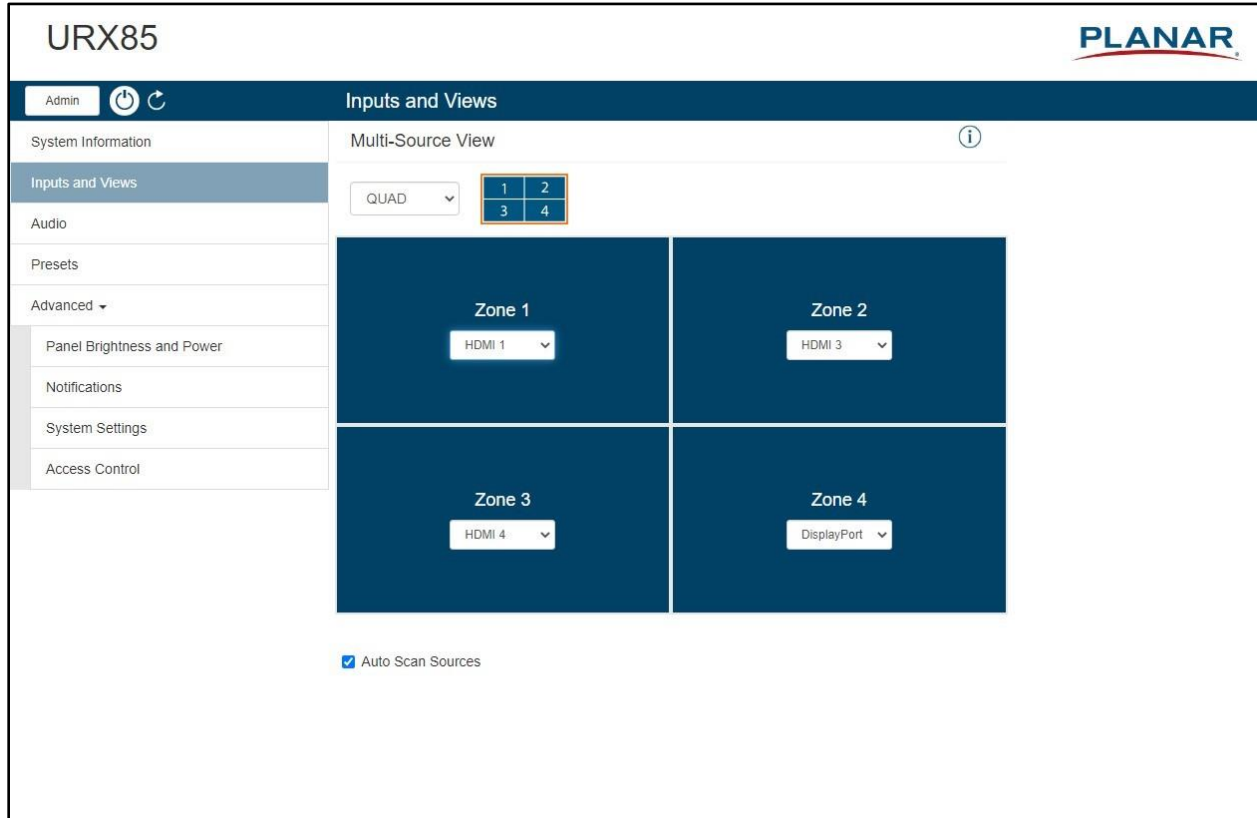 URX85
PLANAR
Admin
Inputs and Views
System Information
Inputs and Views
Audio
Presets
Advanced
Panel Brightness and Power
Notifications
System Settings
Access Control
Multi-Source View
i
QUAD
1 2
3 4
Zone 1
HDMI 1
Zone 2
HDMI 3
Zone 3
HDMI 4
Zone 4
DisplayPort
Auto Scan Sources